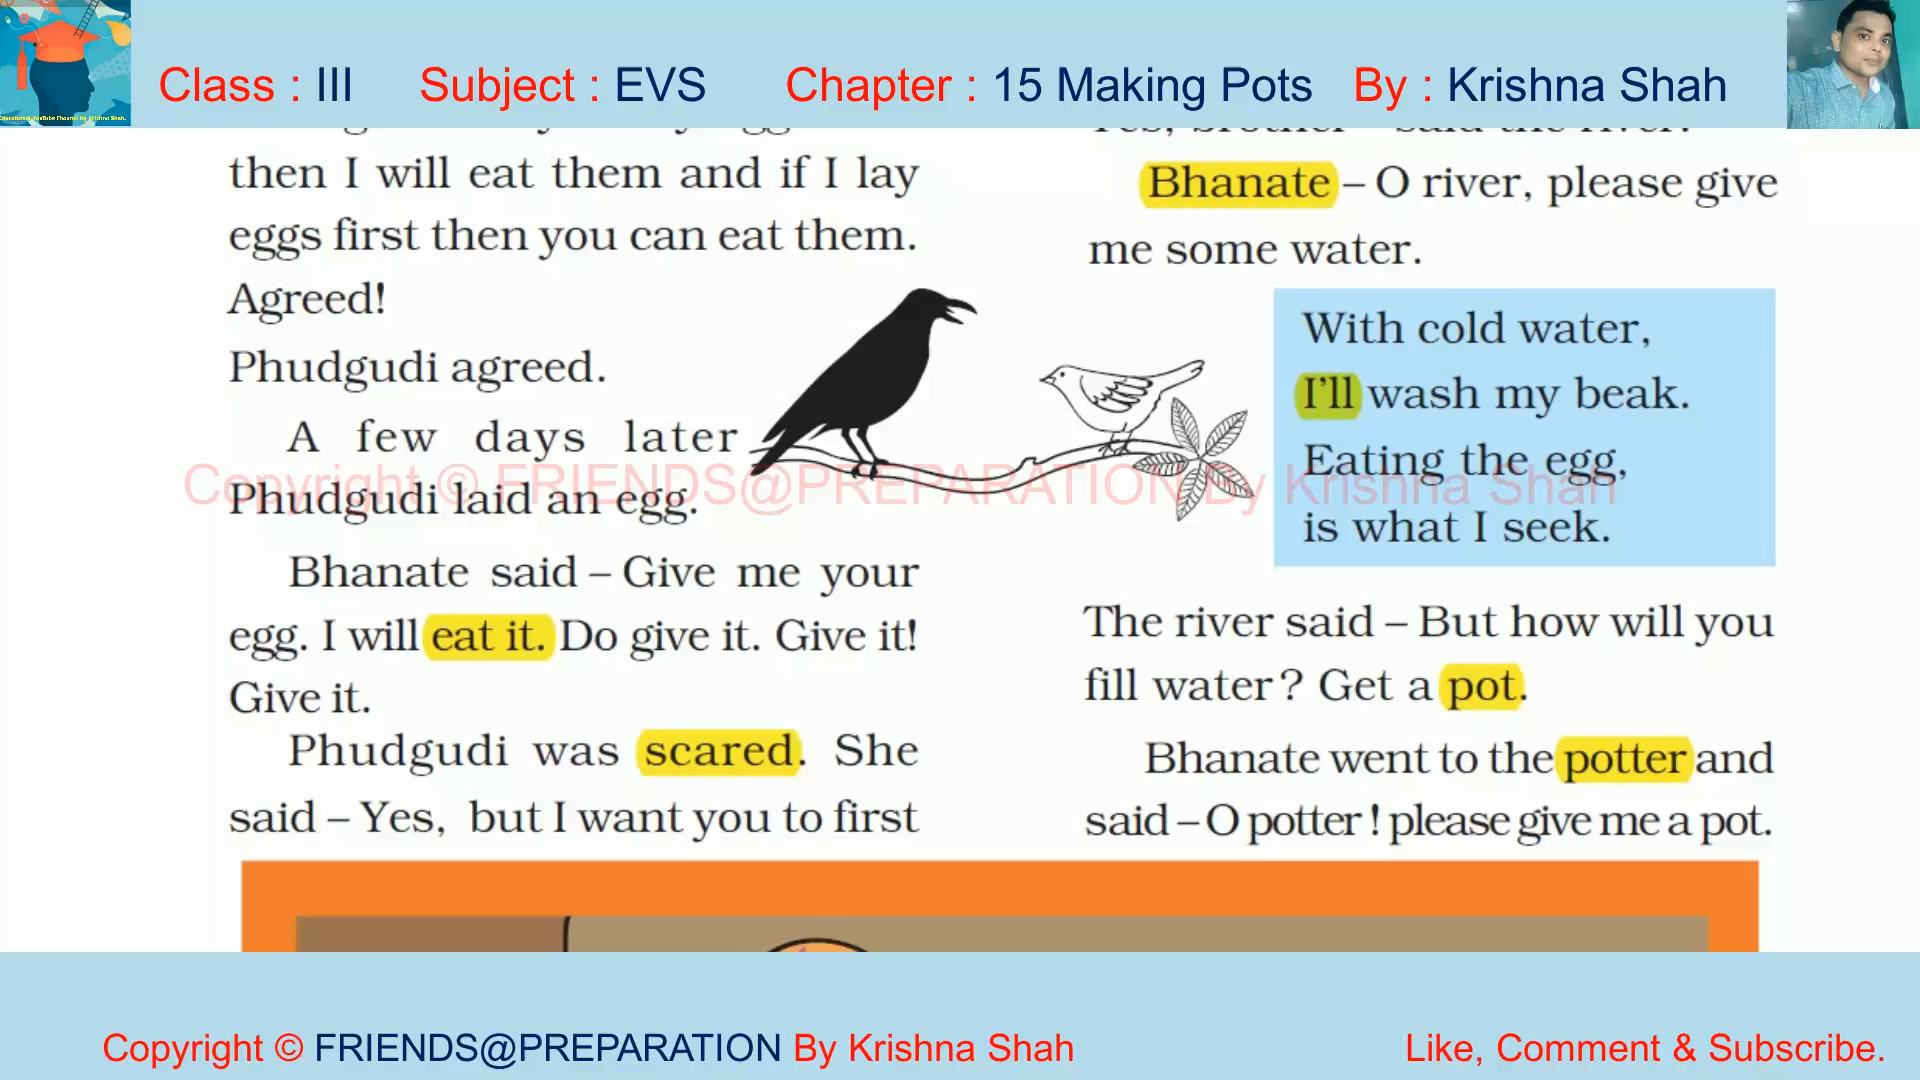 Class : III Subject : EVS Chapter : 15 Making Pots By : Krishna Shah
then I will eat them and if I lay
eggs first then you can eat them.
Agreed!
Phudgudi agreed.
A few days later
Phudgudi laid an egg.
Bhanate said – Give me your
egg. I will eat it. Do give it. Give it!
Give it.
Phudgudi was scared. She
said – Yes, but I want you to first
Yes, brother – said the river.
Bhanate – O river, please give
me some water.
With cold water,
I'll wash my beak.
Eating the egg,
is what I seek.
The river said – But how will you
fill water? Get a pot.
Bhanate went to the potter and
said – O potter ! please give me a pot.
Copyright © FRIENDS@PREPARATION By Krishna Shah
Copyright © FRIENDS@PREPARATION By Krishna Shah
Like, Comment & Subscribe.